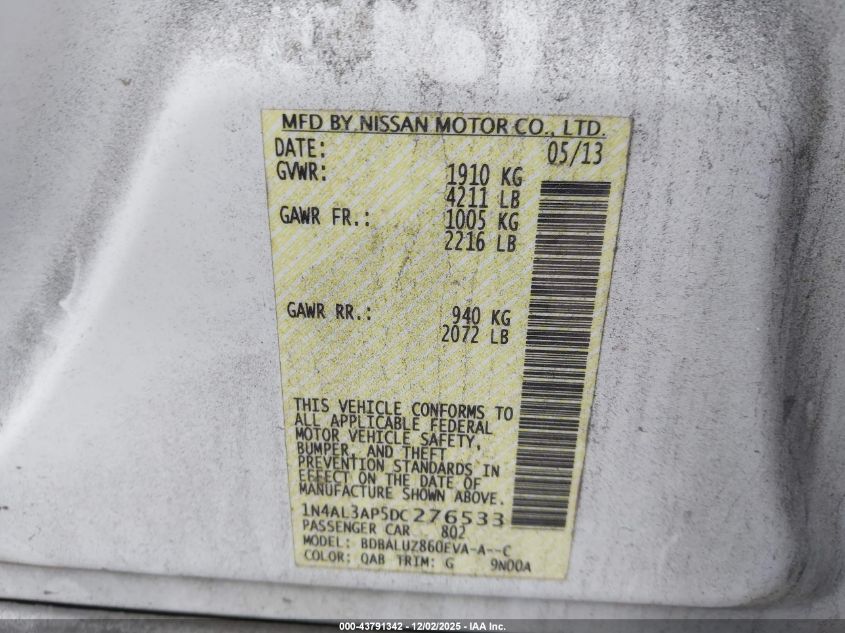 MFD BY NISSAN MOTOR CO., LTD.
DATE: 05/13
GVWR: 1910 KG
4211 LB
GAWR FR.: 1005 KG
2216 LB
GAWR RR.: 940 KG
2072 LB
THIS VEHICLE CONFORMS TO
ALL APPLICABLE FEDERAL
MOTOR VEHICLE SAFETY,
BUMPER, AND THEFT
PREVENTION STANDARDS IN
EFFECT ON THE DATE OF
MANUFACTURE SHOWN ABOVE.
1N4AL3AP5DC276533
PASSENGER CAR 802
MODEL: BDBALUZ860EVA-A--C
COLOR: QAB TRIM: G 9N00A
000-43791342 - 12/02/2025 - IAA Inc.